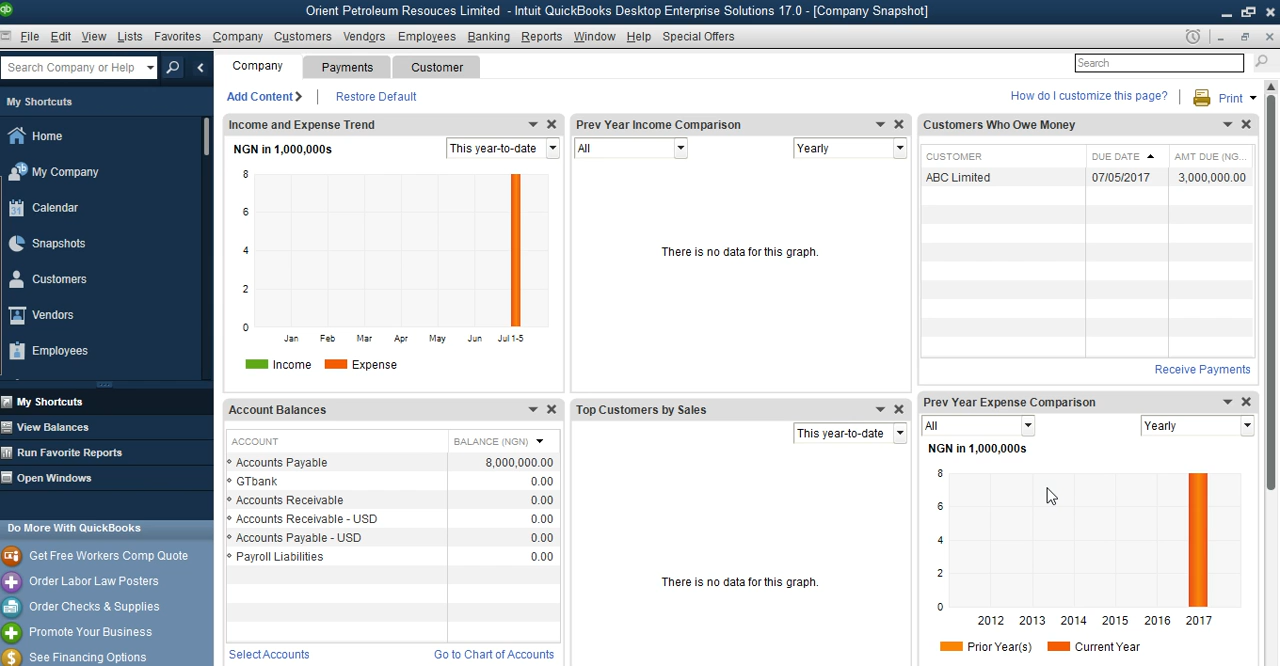 Orient Petroleum Resouces Limited - Intuit QuickBooks Desktop Enterprise Solutions 17.0 - [Company Snapshot]
File Edit View Lists Favorites Company Customers Vendors Employees Banking Reports Window Help Special Offers
Search Company or Help
My Shortcuts
Home
My Company
Calendar
Snapshots
Customers
Vendors
Employees
My Shortcuts
View Balances
Run Favorite Reports
Open Windows
Do More With QuickBooks
Get Free Workers Comp Quote
Order Labor Law Posters
Order Checks & Supplies
Promote Your Business
See Financing Options
Company Payments Customer
Search
Add Content
Restore Default
How do I customize this page?
Print
Income and Expense Trend
NGN in 1,000,000s
This year-to-date
8
6
4
2
0
Jan Feb Mar Apr May Jun Jul 1-5
Income Expense
Prev Year Income Comparison
All Yearly
There is no data for this graph.
Customers Who Owe Money
CUSTOMER DUE DATE AMT DUE (NG...
ABC Limited 07/05/2017 3,000,000.00
Receive Payments
Account Balances
ACCOUNT BALANCE (NGN)
Accounts Payable 8,000,000.00
GTbank 0.00
Accounts Receivable 0.00
Accounts Receivable - USD 0.00
Accounts Payable - USD 0.00
Payroll Liabilities 0.00
Select Accounts Go to Chart of Accounts
Top Customers by Sales
This year-to-date
There is no data for this graph.
Prev Year Expense Comparison
All Yearly
NGN in 1,000,000s
8
6
4
2
0
2012 2013 2014 2015 2016 2017
Prior Year(s) Current Year